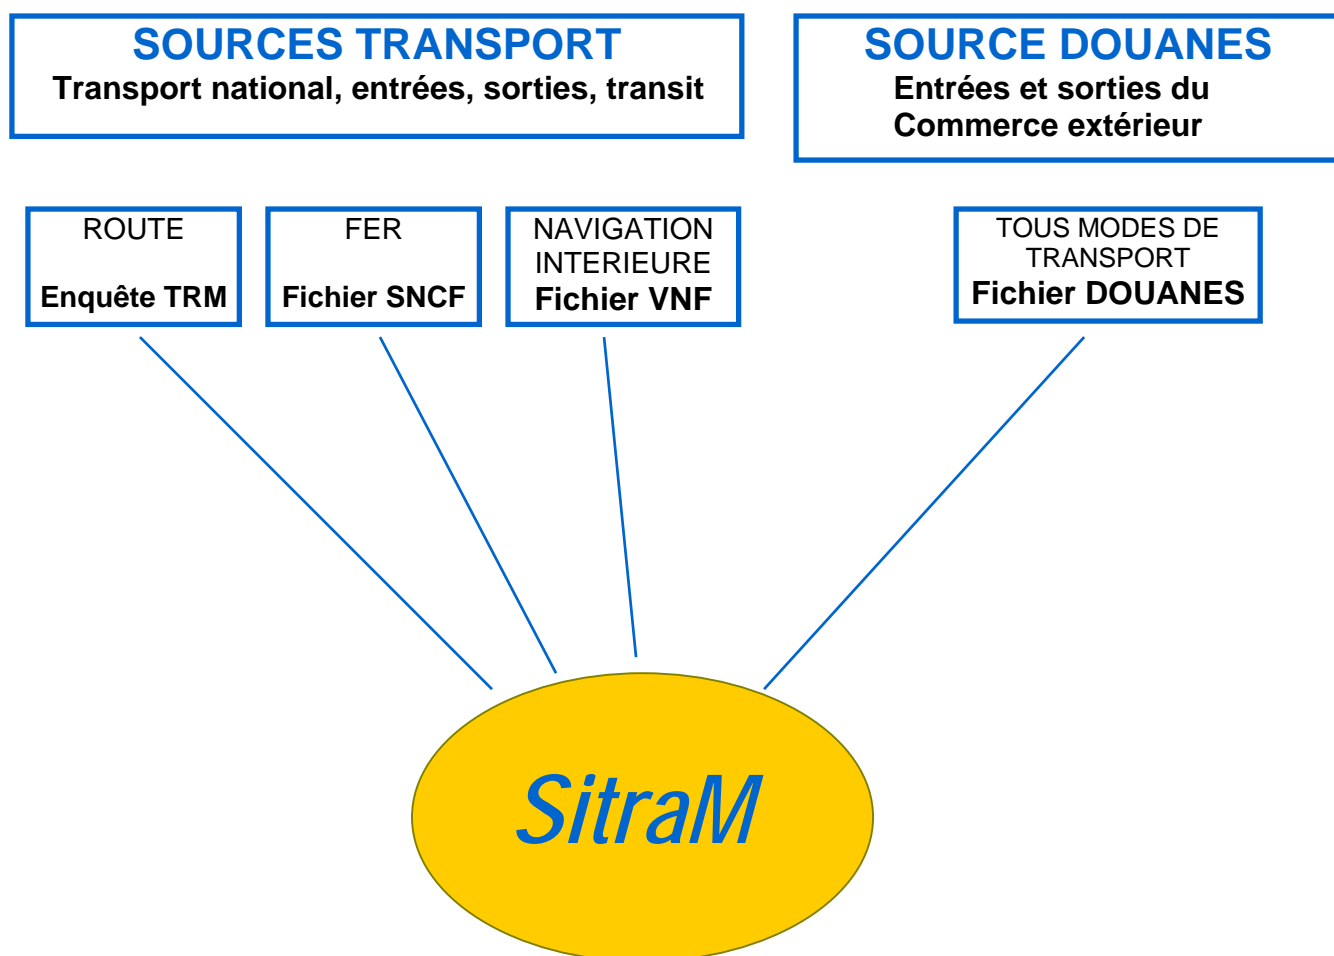 SOURCES TRANSPORT
Transport national, entrées, sorties, transit
SOURCE DOUANES
Entrées et sorties du
Commerce extérieur
ROUTE
Enquête TRM
FER
Fichier SNCF
NAVIGATION
INTERIEURE
Fichier VNF
TOUS MODES DE
TRANSPORT
Fichier DOUANES
SitraM